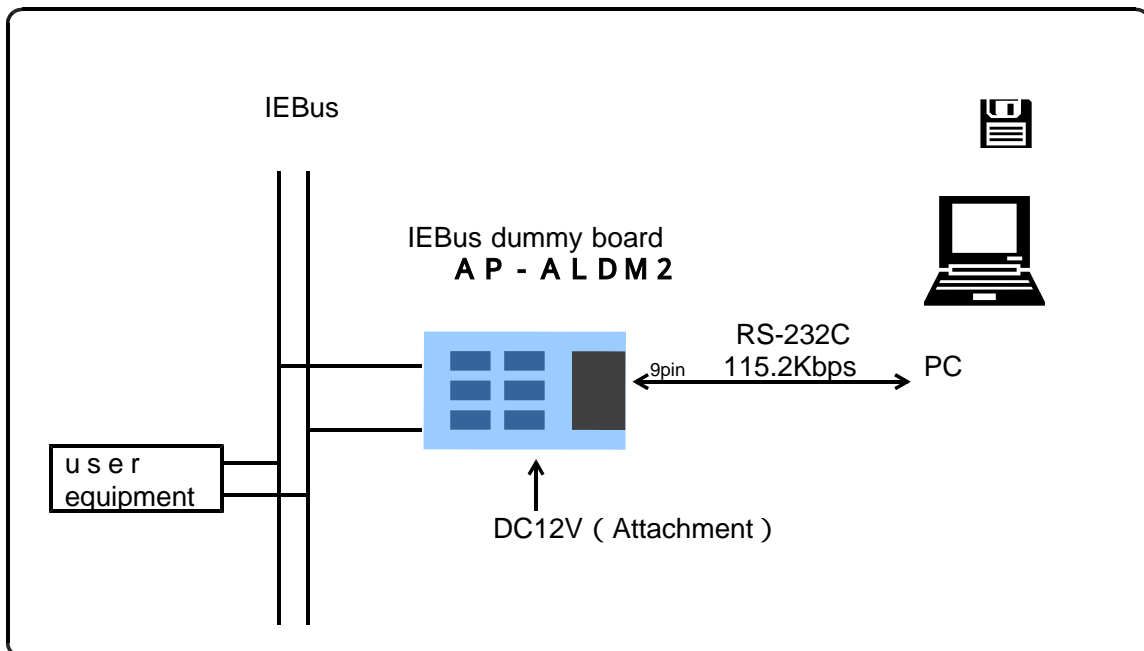 IEBus
IEBus dummy board
AP-ALDM2
RS-232C
9pin
115.2Kbps
PC
user
equipment
DC12V ( Attachment )